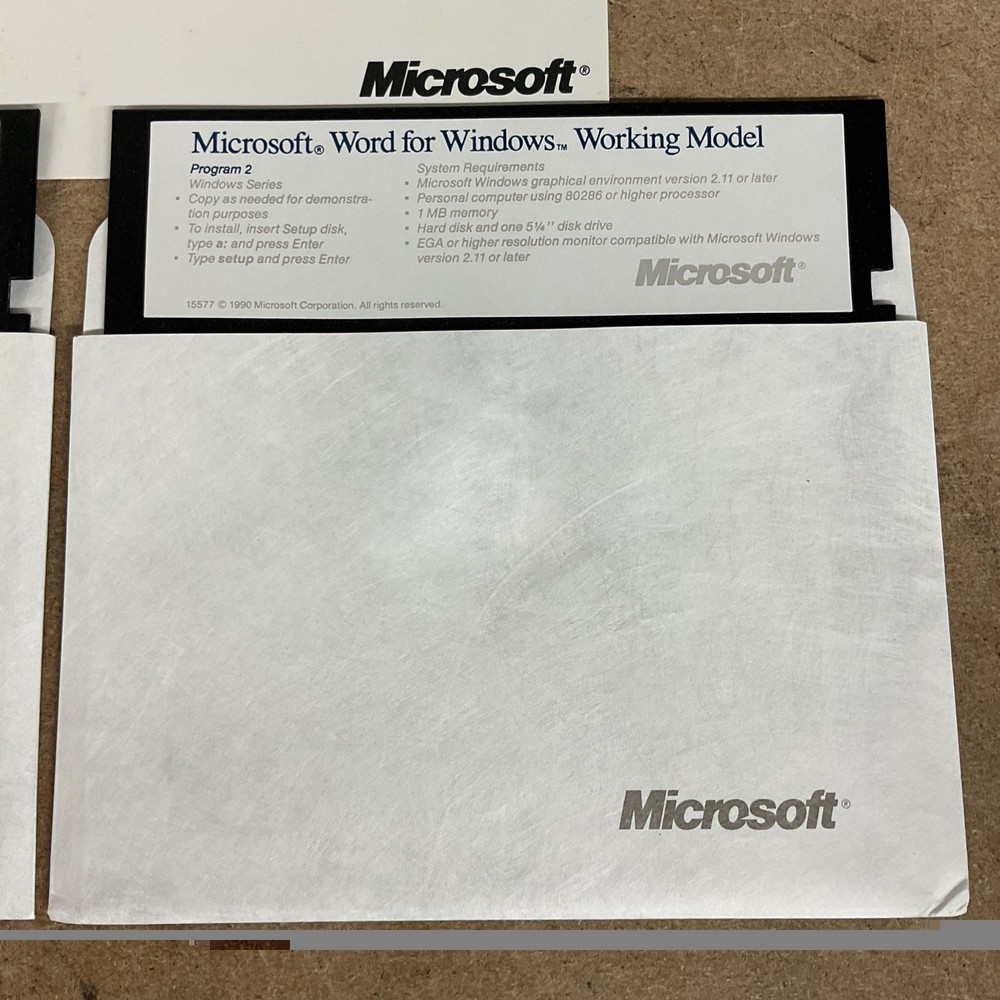 Microsoft®
Microsoft® Word for Windows™ Working Model
Program 2
Windows Series
• Copy as needed for demonstra-
tion purposes
• To install, insert Setup disk,
type a: and press Enter
• Type setup and press Enter
System Requirements
• Microsoft Windows graphical environment version 2.11 or later
• Personal computer using 80286 or higher processor
• 1 MB memory
• Hard disk and one 5¼'' disk drive
• EGA or higher resolution monitor compatible with Microsoft Windows
version 2.11 or later
Microsoft®
15577 © 1990 Microsoft Corporation. All rights reserved.
Microsoft®